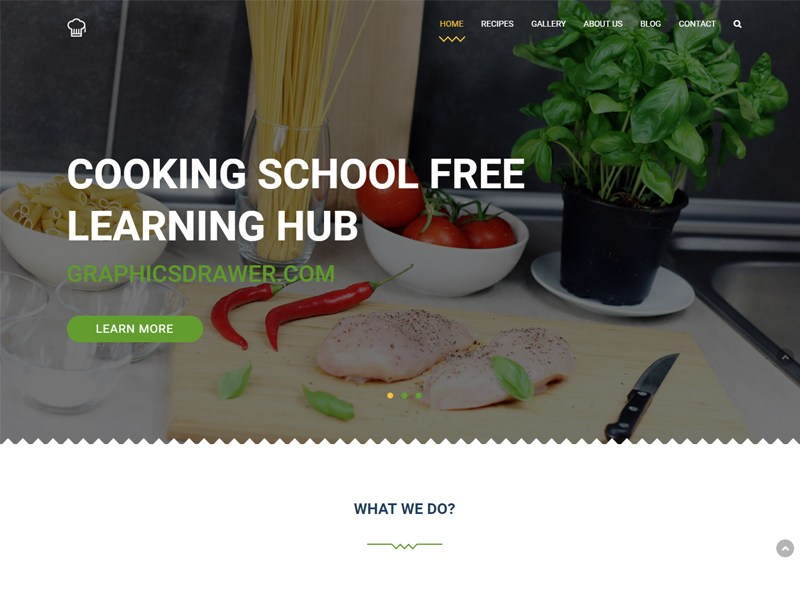 HOME RECIPES GALLERY ABOUT US BLOG CONTACT
COOKING SCHOOL FREE
LEARNING HUB
GRAPHICSDRAWER.COM
LEARN MORE
WHAT WE DO?